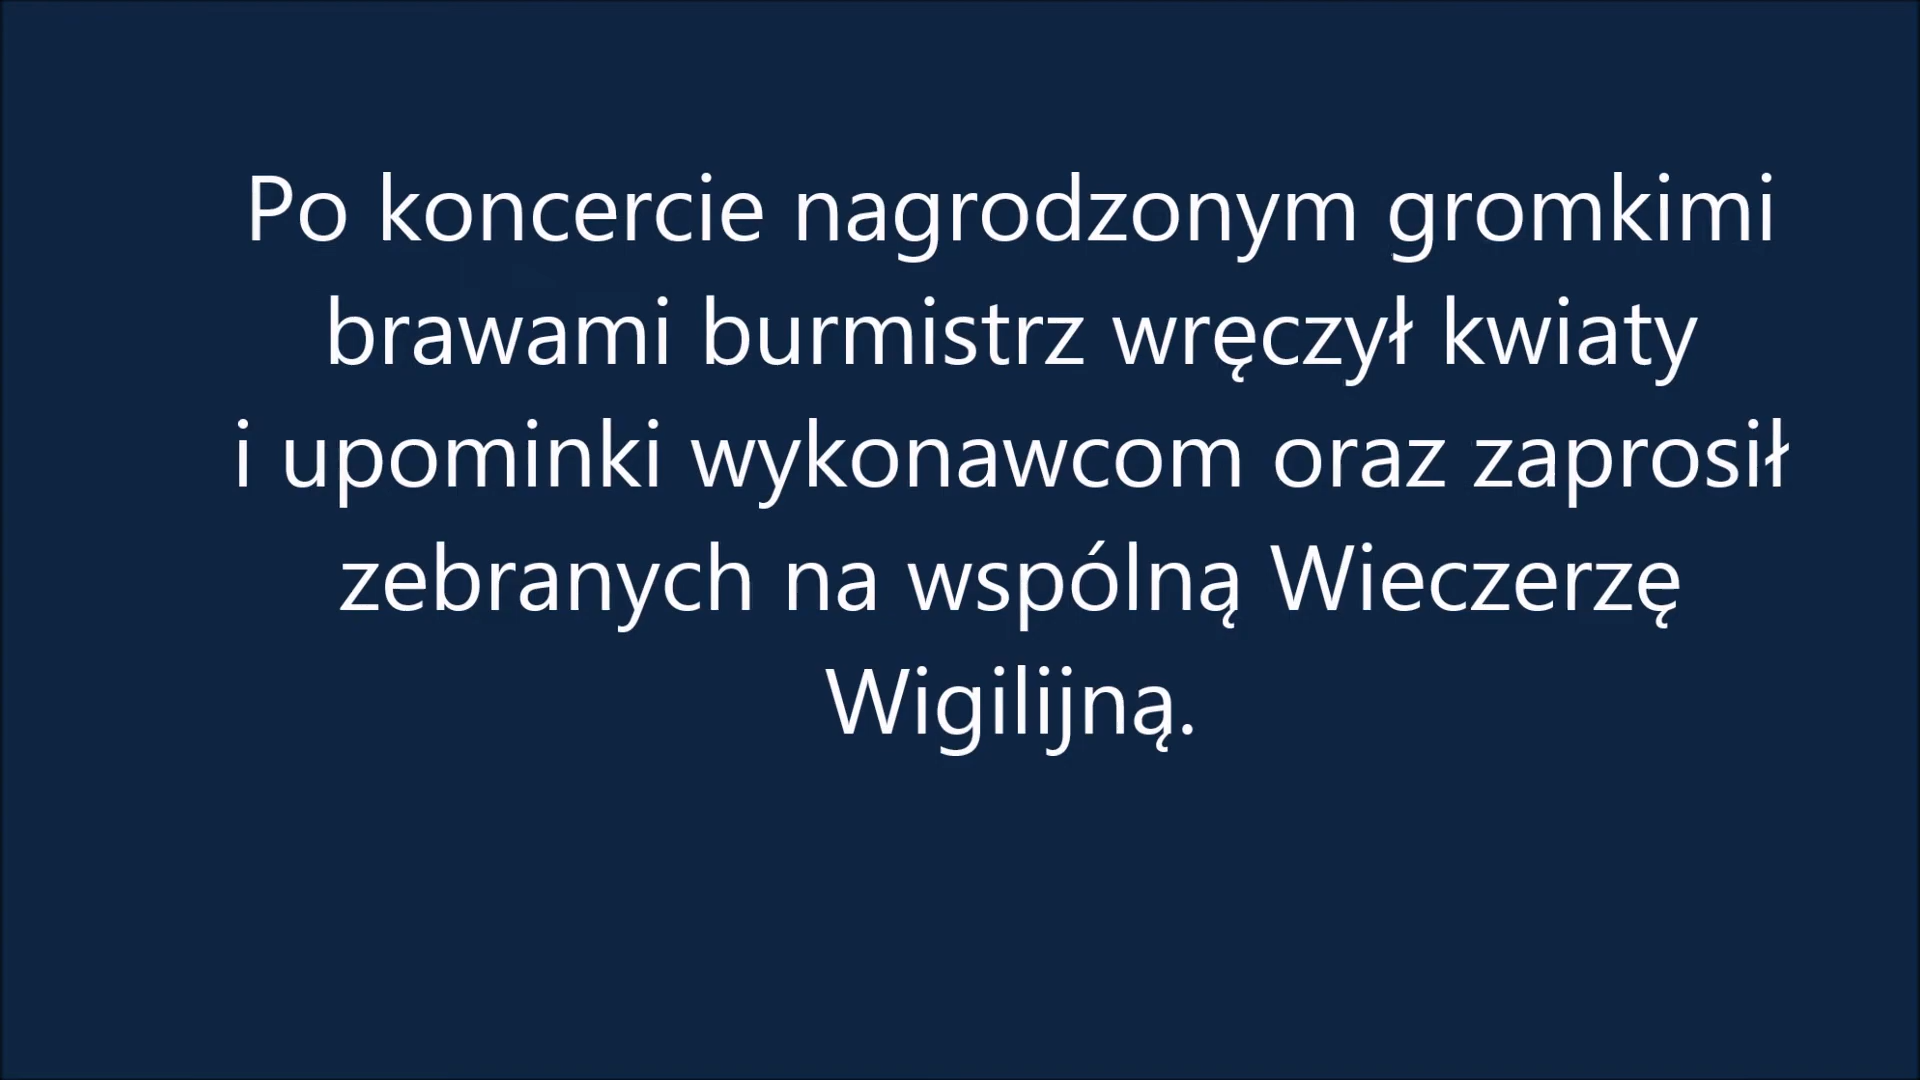 Po koncercie nagrodzonym gromkimi
brawami burmistrz wręczył kwiaty
i upominki wykonawcom oraz zaprosił
zebranych na wspólną Wieczerzę
Wigilijną.